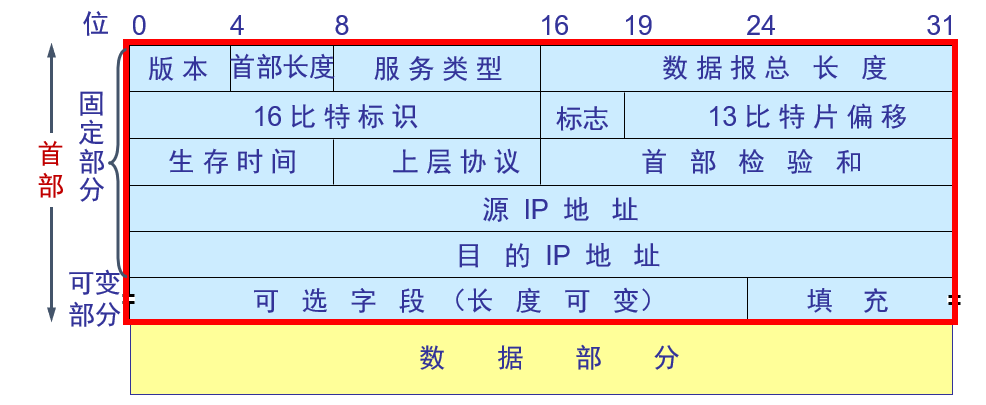 位 0 4 8 16 19 24 31
版本 首部长度 服务类型 数据报总长度
16比特标识 标志 13比特片偏移
生存时间 上层协议 首部检验和
源 IP 地址
目的 IP 地址
可选字段（长度可变） 填充
数据部分
首部
固定部分
可变
部分